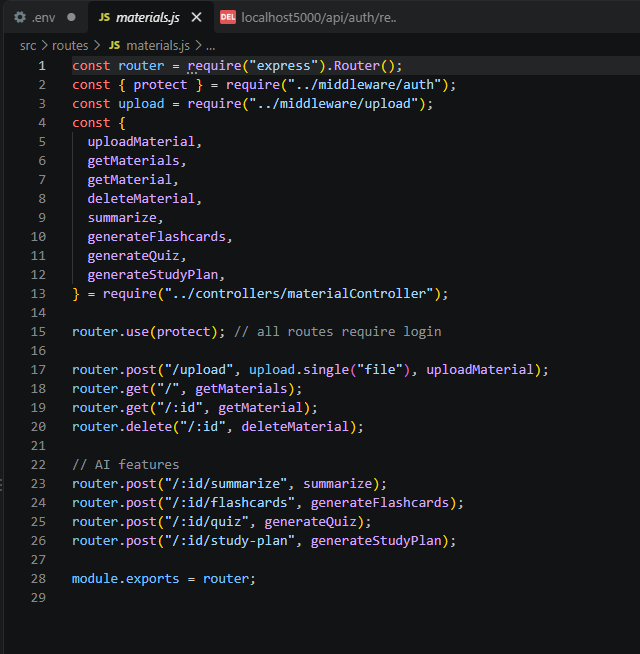 .env
JS materials.js
DEL localhost5000/api/auth/re..
src > routes > JS materials.js > ...
1 const router = require("express").Router();
2 const { protect } = require("../middleware/auth");
3 const upload = require("../middleware/upload");
4 const {
5   uploadMaterial,
6   getMaterials,
7   getMaterial,
8   deleteMaterial,
9   summarize,
10   generateFlashcards,
11   generateQuiz,
12   generateStudyPlan,
13 } = require("../controllers/materialController");
14
15 router.use(protect); // all routes require login
16
17 router.post("/upload", upload.single("file"), uploadMaterial);
18 router.get("/", getMaterials);
19 router.get("/:id", getMaterial);
20 router.delete("/:id", deleteMaterial);
21
22 // AI features
23 router.post("/:id/summarize", summarize);
24 router.post("/:id/flashcards", generateFlashcards);
25 router.post("/:id/quiz", generateQuiz);
26 router.post("/:id/study-plan", generateStudyPlan);
27
28 module.exports = router;
29